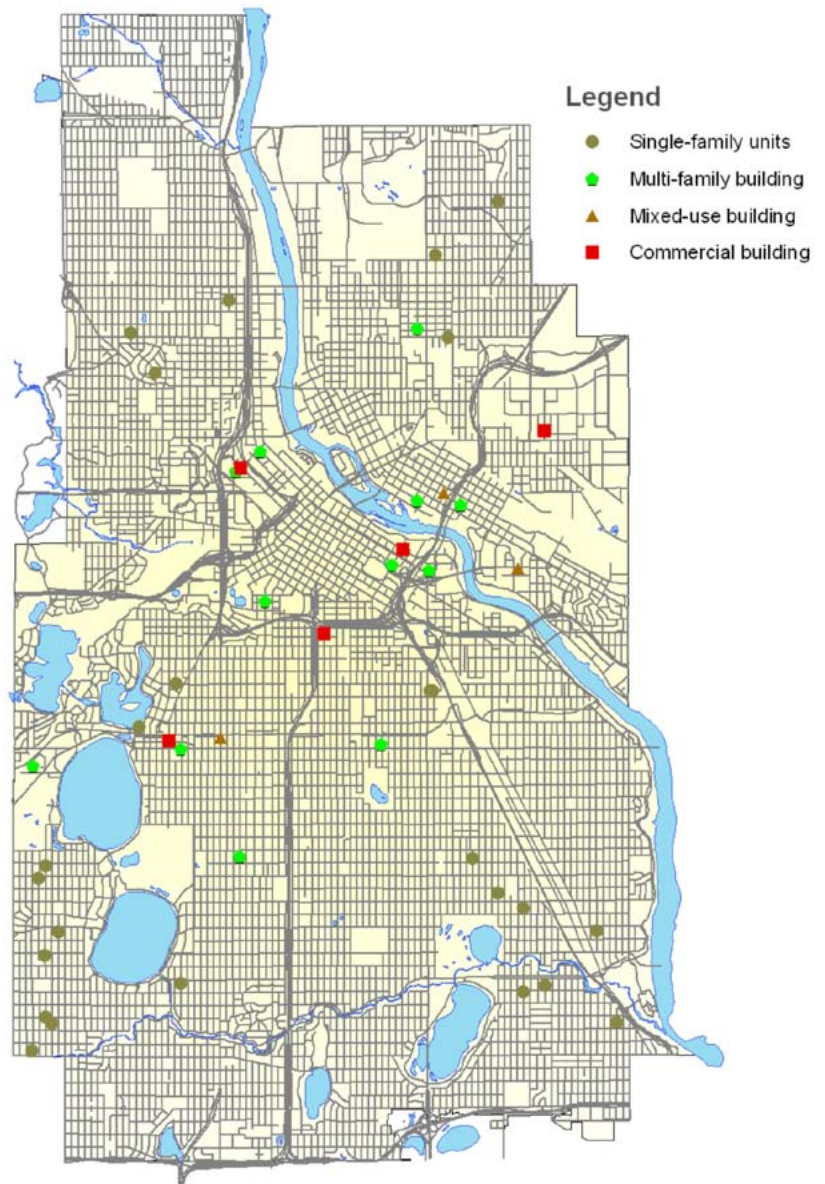 Legend
Single-family units
Multi-family building
Mixed-use building
Commercial building